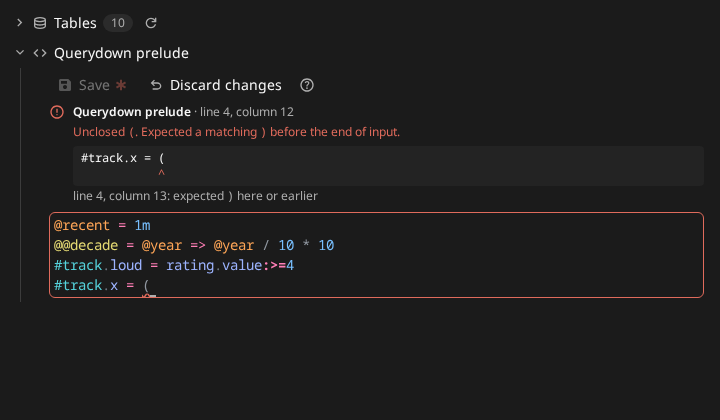 Tables 10
Querydown prelude
Save * Discard changes
Querydown prelude · line 4, column 12
Unclosed (. Expected a matching ) before the end of input.
#track.x = (
^
line 4, column 13: expected ) here or earlier
@recent = 1m
@@decade = @year => @year / 10 * 10
#track.loud = rating.value:>=4
#track.x = (